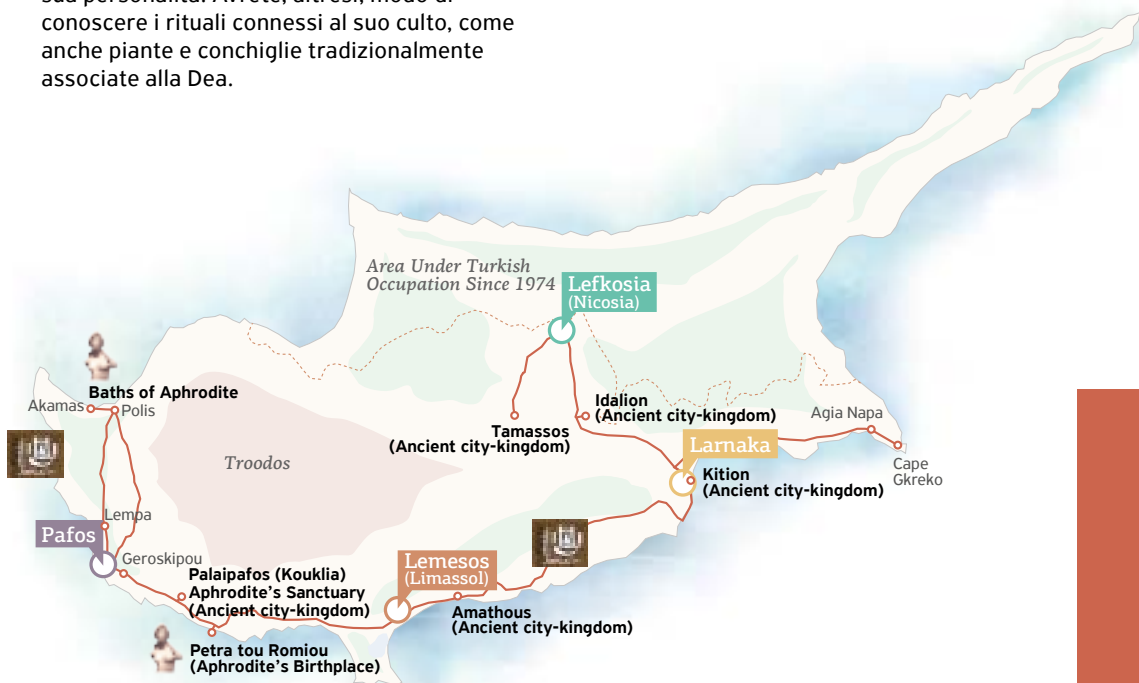 conoscere i rituali connessi al suo culto, come
anche piante e conchiglie tradizionalmente
associate alla Dea.
Area Under Turkish
Occupation Since 1974
Lefkosia
(Nicosia)
Baths of Aphrodite
Akamas
Polis
Idalion
(Ancient city-kingdom)
Tamassos
(Ancient city-kingdom)
Agia Napa
Larnaka
Cape
Gkreko
Troodos
Kition
(Ancient city-kingdom)
Lempa
Pafos
Geroskipou
Lemesos
(Limassol)
Palaipafos (Kouklia)
Aphrodite's Sanctuary
(Ancient city-kingdom)
Amathous
(Ancient city-kingdom)
Petra tou Romiou
(Aphrodite's Birthplace)